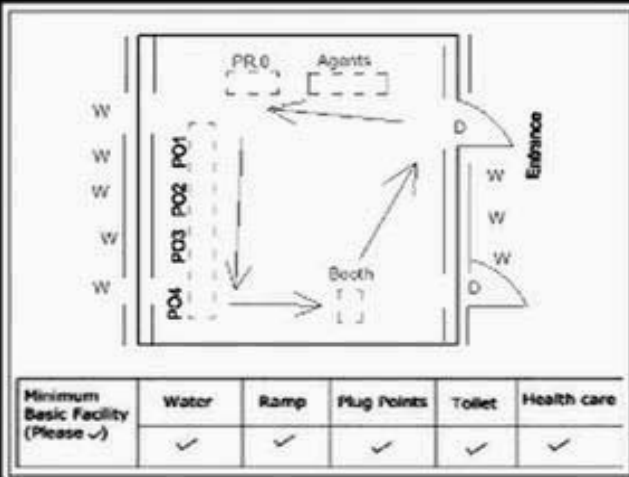 PR.0 Agents
W
W
W
W
W
PO1
PO2
PO3
PO4
Booth
D
Entrance
W
W
W
D
Minimum Basic Facility (Please ✓) Water Ramp Plug Points Toilet Health care
✓ ✓ ✓ ✓ ✓